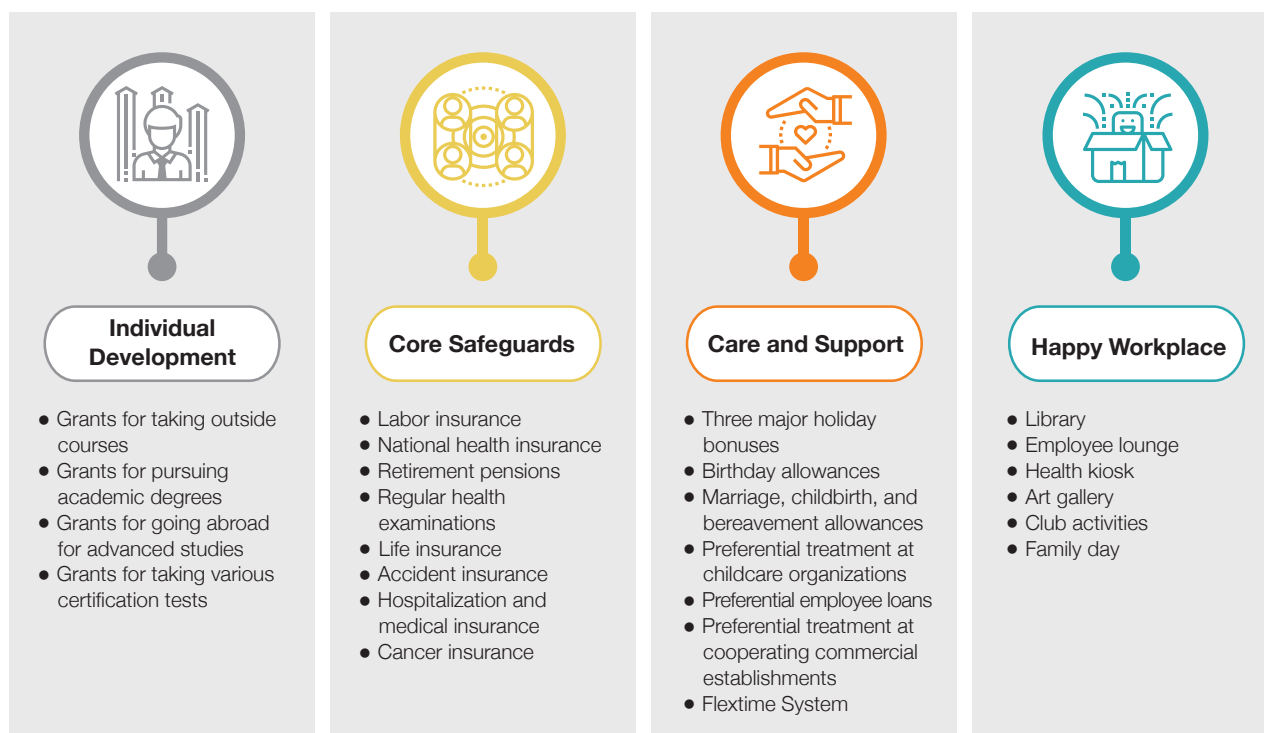 Individual
Development
● Grants for taking outside
courses
● Grants for pursuing
academic degrees
● Grants for going abroad
for advanced studies
● Grants for taking various
certification tests
Core Safeguards
● Labor insurance
● National health insurance
● Retirement pensions
● Regular health
examinations
● Life insurance
● Accident insurance
● Hospitalization and
medical insurance
● Cancer insurance
Care and Support
● Three major holiday
bonuses
● Birthday allowances
● Marriage, childbirth, and
bereavement allowances
● Preferential treatment at
childcare organizations
● Preferential employee loans
● Preferential treatment at
cooperating commercial
establishments
● Flextime System
Happy Workplace
● Library
● Employee lounge
● Health kiosk
● Art gallery
● Club activities
● Family day